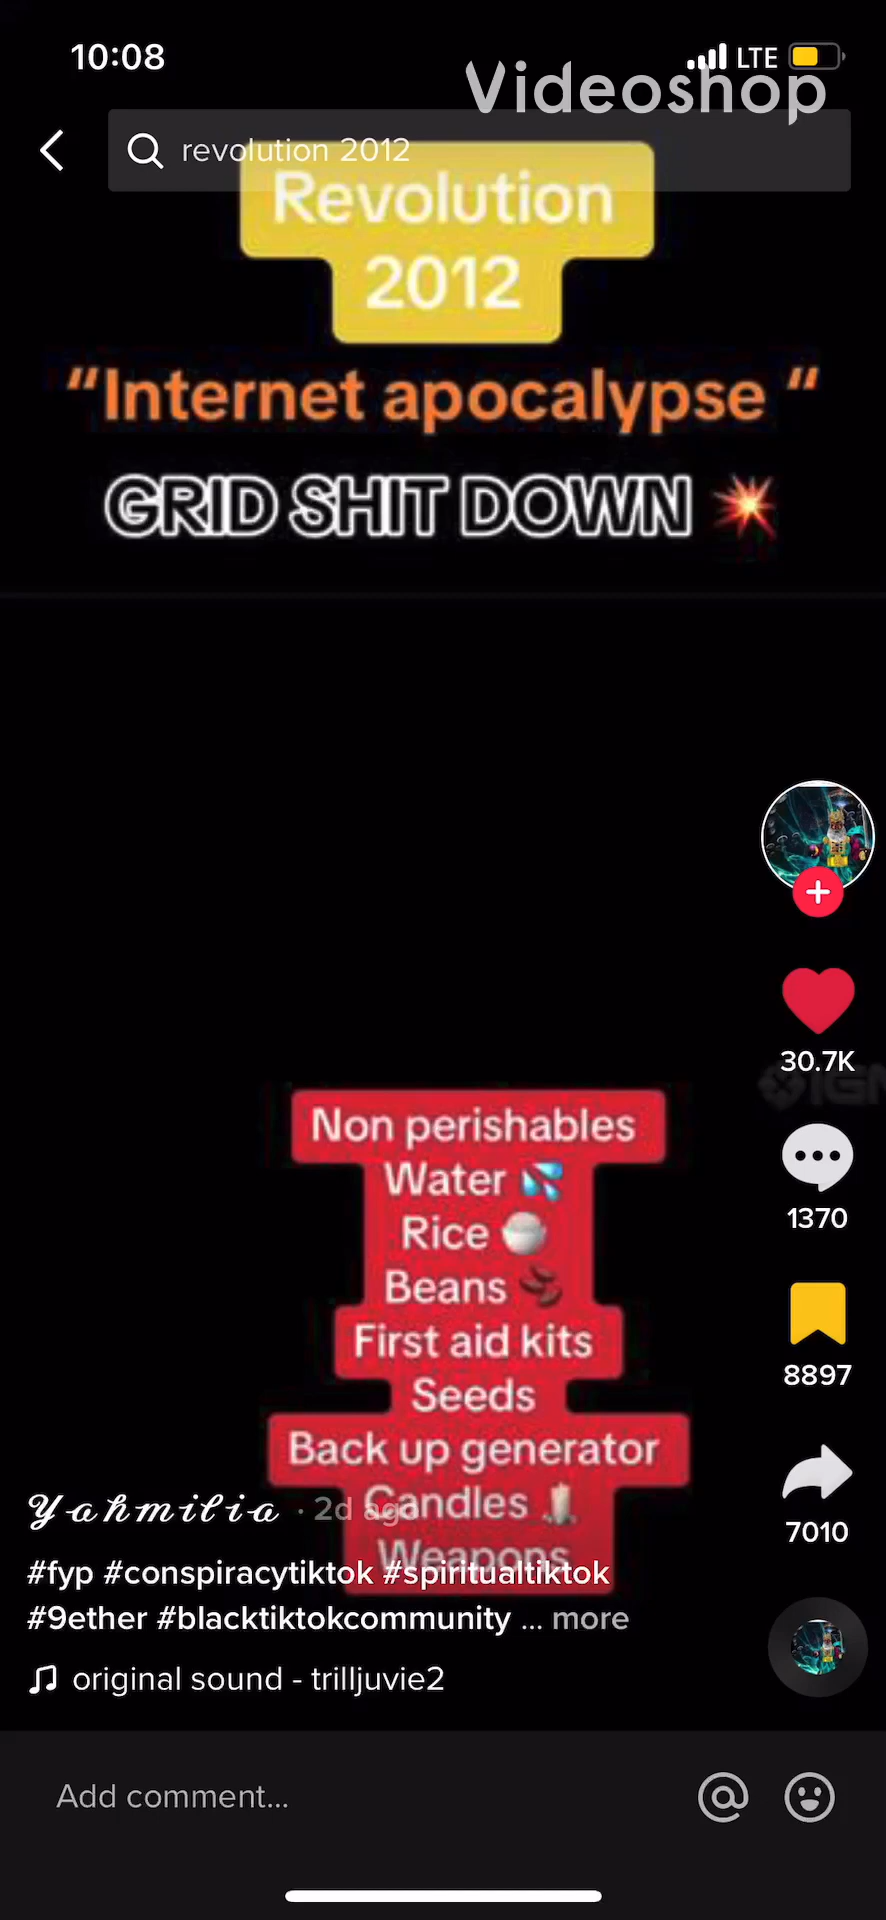 10:08
LTE
Videoshop
revolution 2012
Revolution
2012
“Internet apocalypse “
GRID SHIT DOWN 💥
30.7K
IGN
1370
8897
7010
Non perishables
Water 💦
Rice 🍚
Beans 🫘
First aid kits
Seeds
Back up generator
Candles 🕯️
Weapons
𝓨𝓪𝓱𝓶𝓲𝓵𝓲𝓪 · 2d ago
#fyp #conspiracytiktok #spiritualtiktok
#9ether #blacktiktokcommunity ... more
original sound - trilljuvie2
Add comment...